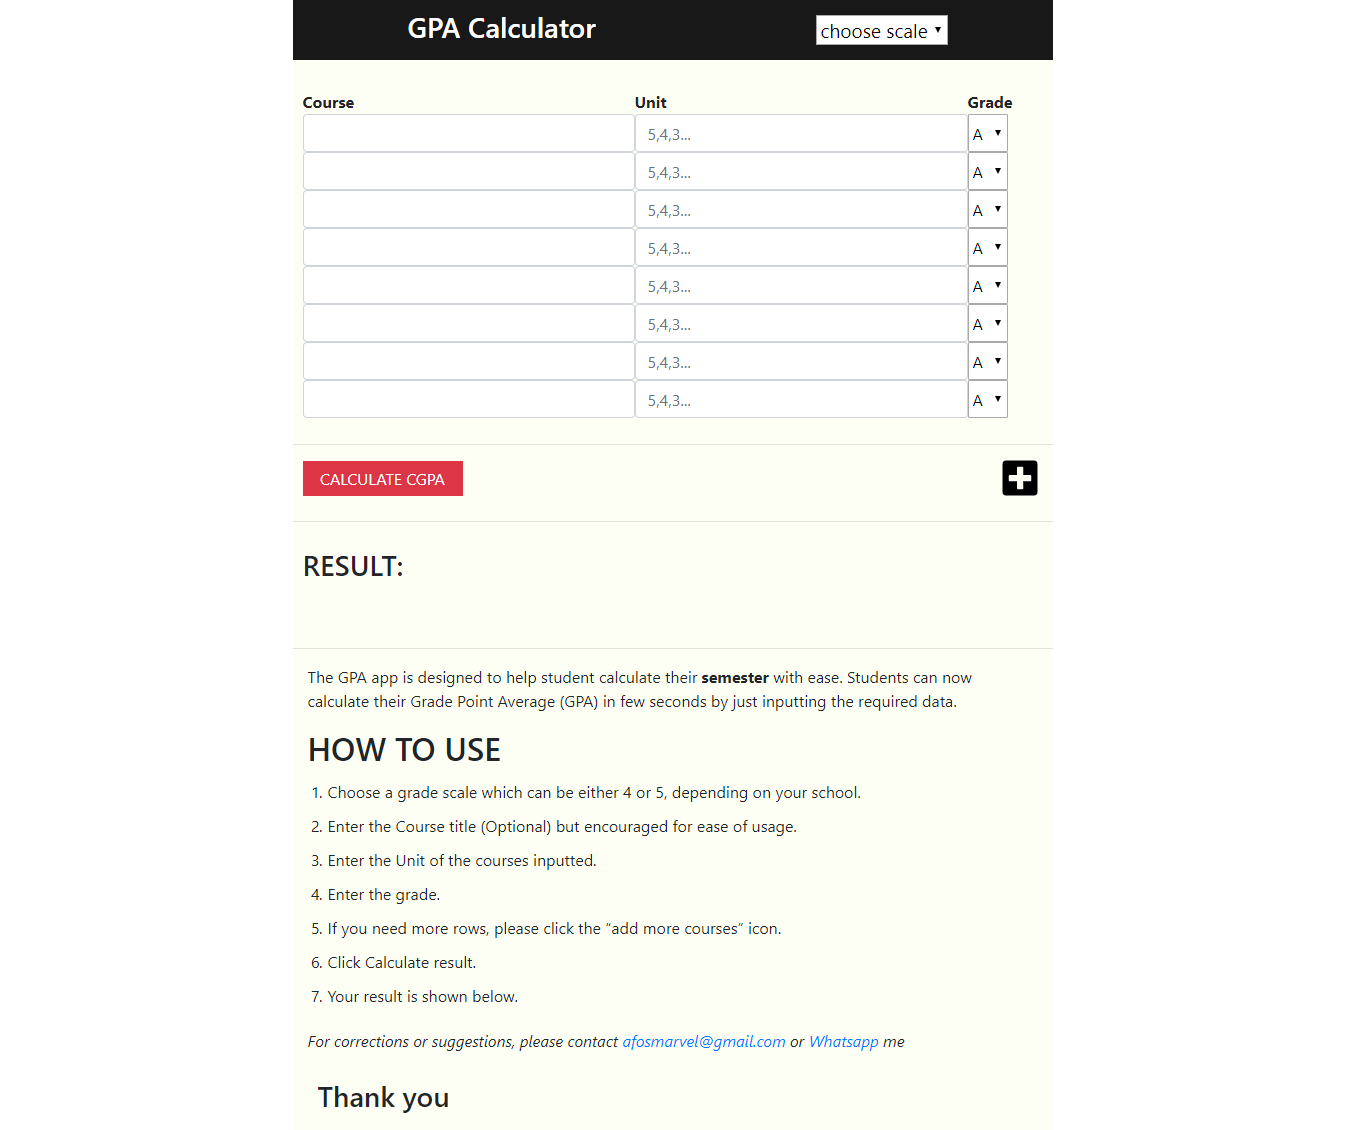 GPA Calculator choose scale
Course Unit Grade
5,4,3... A
5,4,3... A
5,4,3... A
5,4,3... A
5,4,3... A
5,4,3... A
5,4,3... A
5,4,3... A
CALCULATE CGPA
RESULT:
The GPA app is designed to help student calculate their semester with ease. Students can now
calculate their Grade Point Average (GPA) in few seconds by just inputting the required data.
HOW TO USE
1. Choose a grade scale which can be either 4 or 5, depending on your school.
2. Enter the Course title (Optional) but encouraged for ease of usage.
3. Enter the Unit of the courses inputted.
4. Enter the grade.
5. If you need more rows, please click the “add more courses” icon.
6. Click Calculate result.
7. Your result is shown below.
For corrections or suggestions, please contact afosmarvel@gmail.com or Whatsapp me
Thank you